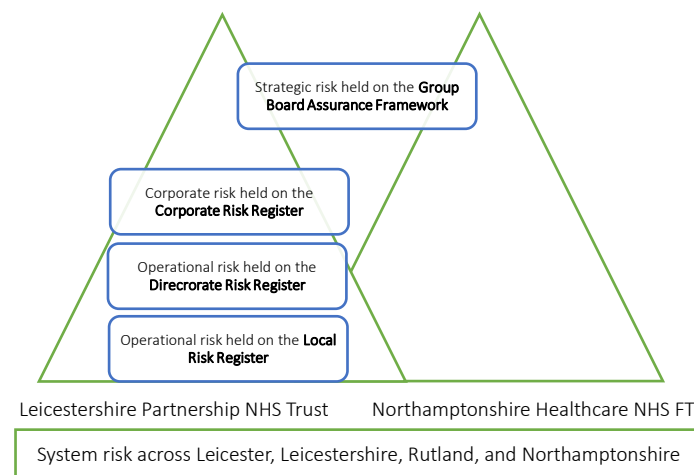 Strategic risk held on the Group
Board Assurance Framework
Corporate risk held on the
Corporate Risk Register
Operational risk held on the
Direcrorate Risk Register
Operational risk held on the Local
Risk Register
Leicestershire Partnership NHS Trust
Northamptonshire Healthcare NHS FT
System risk across Leicester, Leicestershire, Rutland, and Northamptonshire